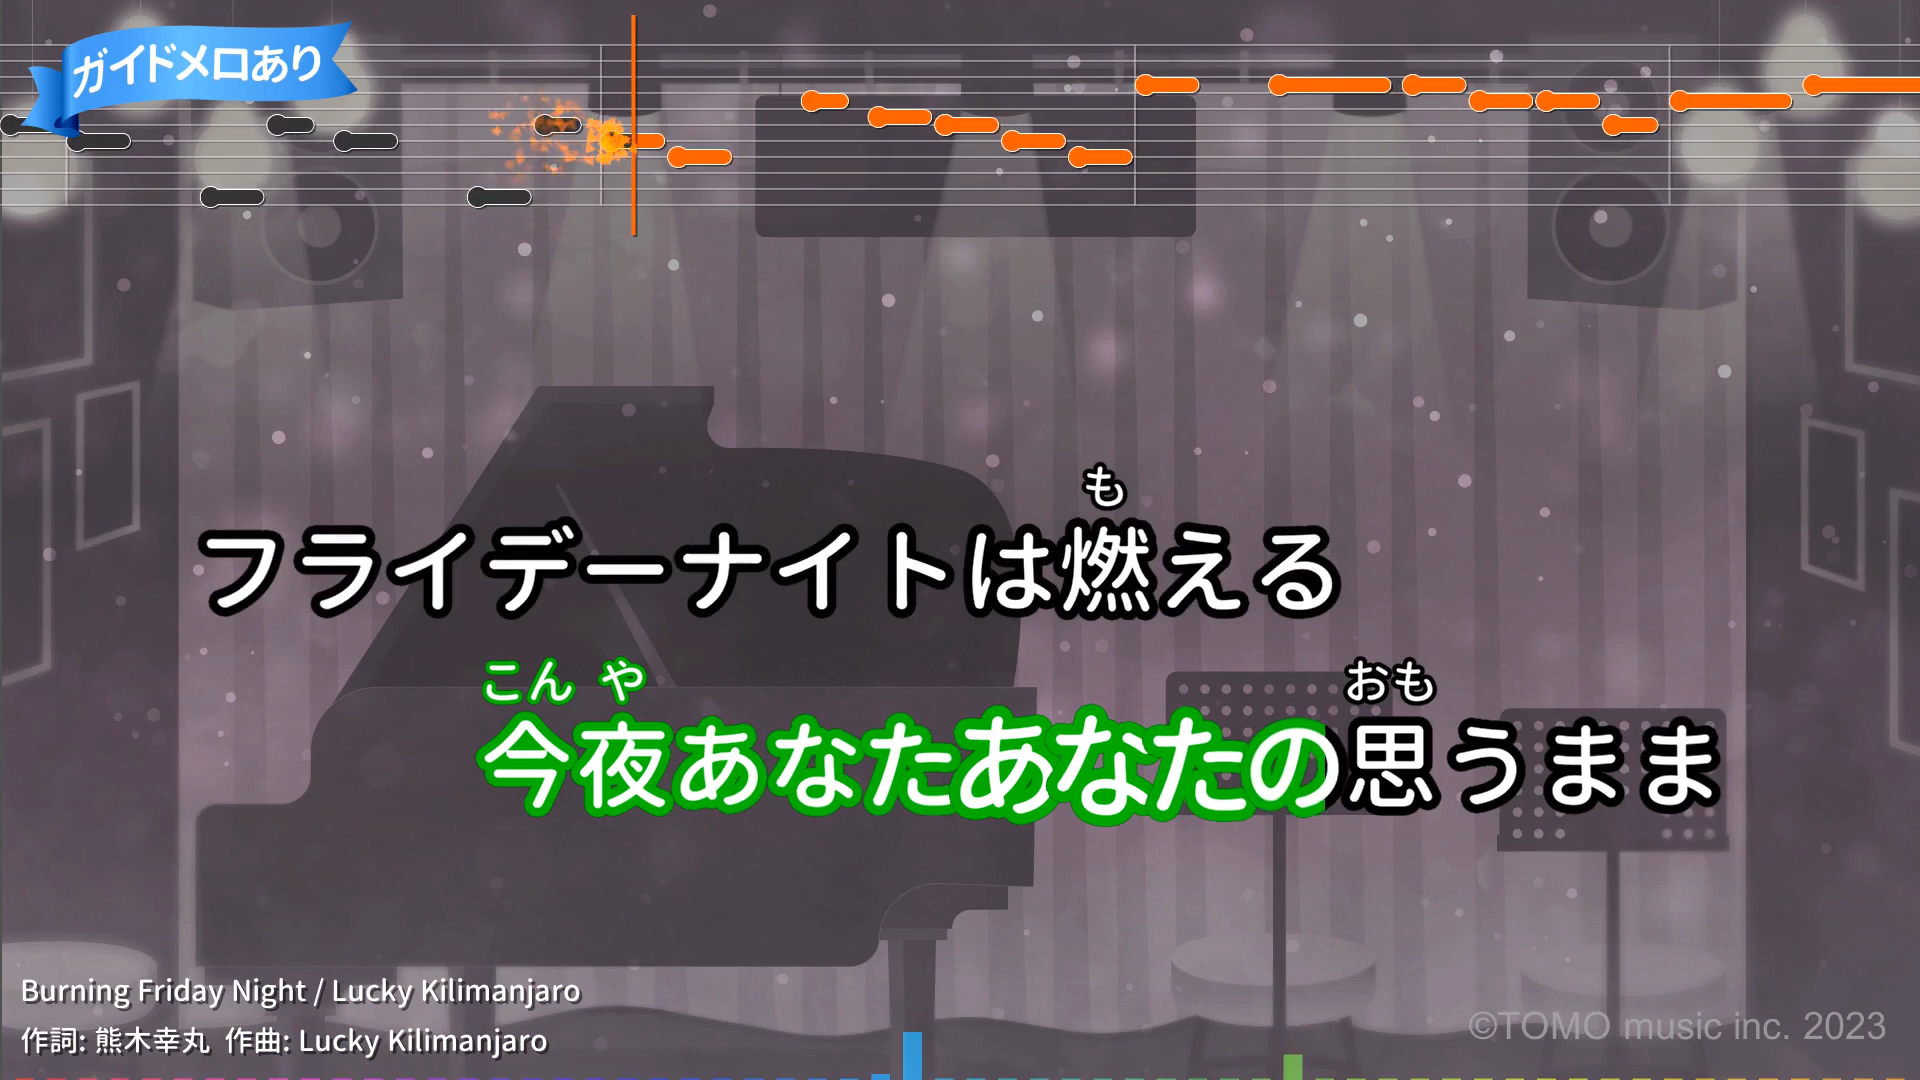 ガイドメロあり
も
フライデーナイトは燃える
こん や おも
今夜あなたあなたの思うまま
Burning Friday Night / Lucky Kilimanjaro
作詞: 熊木幸丸 作曲: Lucky Kilimanjaro
©TOMO music inc. 2023